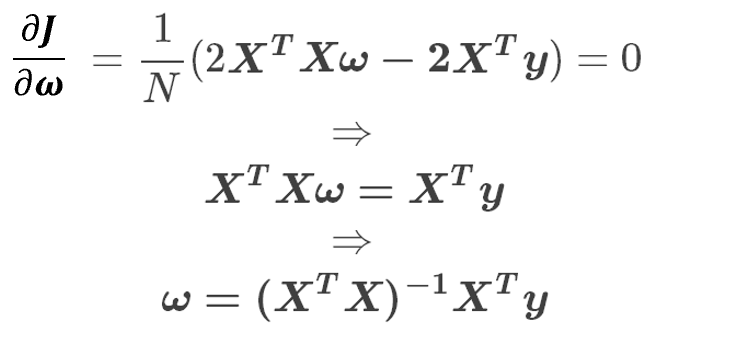 ∂J/∂ω = 1/N (2XᵀXω − 2Xᵀy) = 0
⇒
XᵀXω = Xᵀy
⇒
ω = (XᵀX)⁻¹Xᵀy